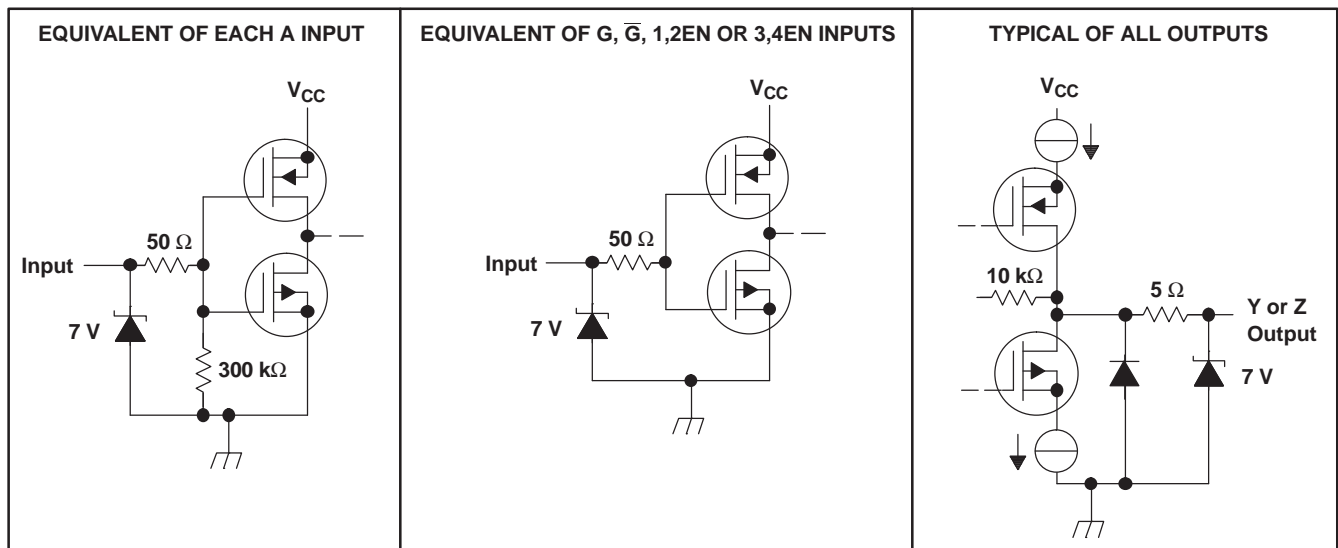 EQUIVALENT OF EACH A INPUT
VCC
50 Ω
Input
7 V
300 kΩ
EQUIVALENT OF G, G̅, 1,2EN OR 3,4EN INPUTS
VCC
50 Ω
Input
7 V
TYPICAL OF ALL OUTPUTS
VCC
10 kΩ
5 Ω
Y or Z
Output
7 V